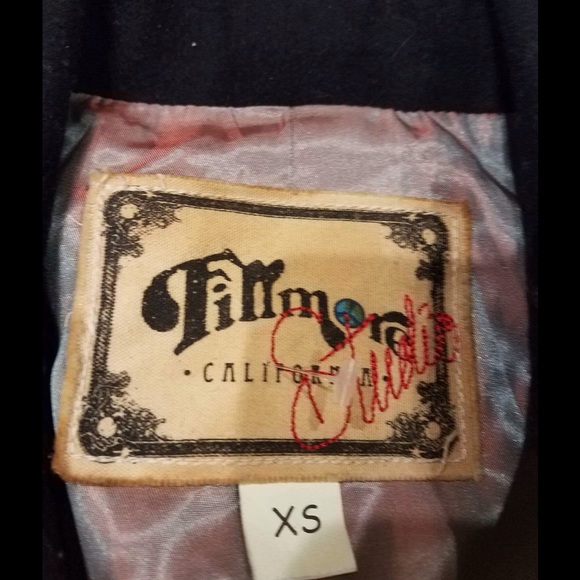 Fillmore
• CALIFORNIA •
Studio
XS